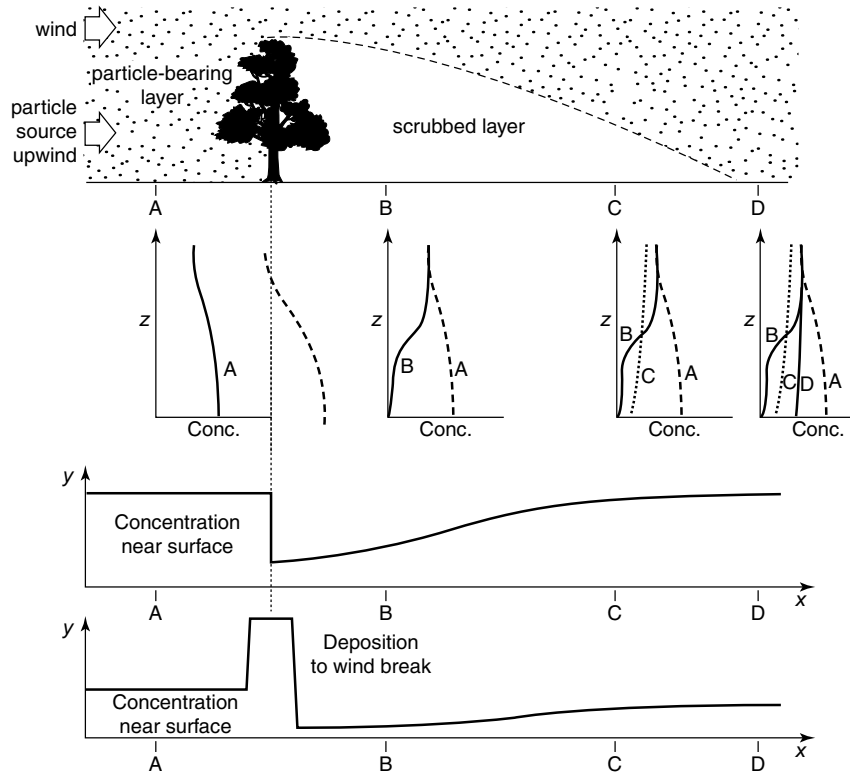 wind
particle-bearing
layer
particle
source
upwind
scrubbed layer
A
B
C
D
z
A
Conc.
z
B
A
Conc.
z
B
C
A
Conc.
z
B
C
D
A
Conc.
y
Concentration
near surface
A
B
C
D
x
y
Deposition
to wind break
Concentration
near surface
A
B
C
D
x